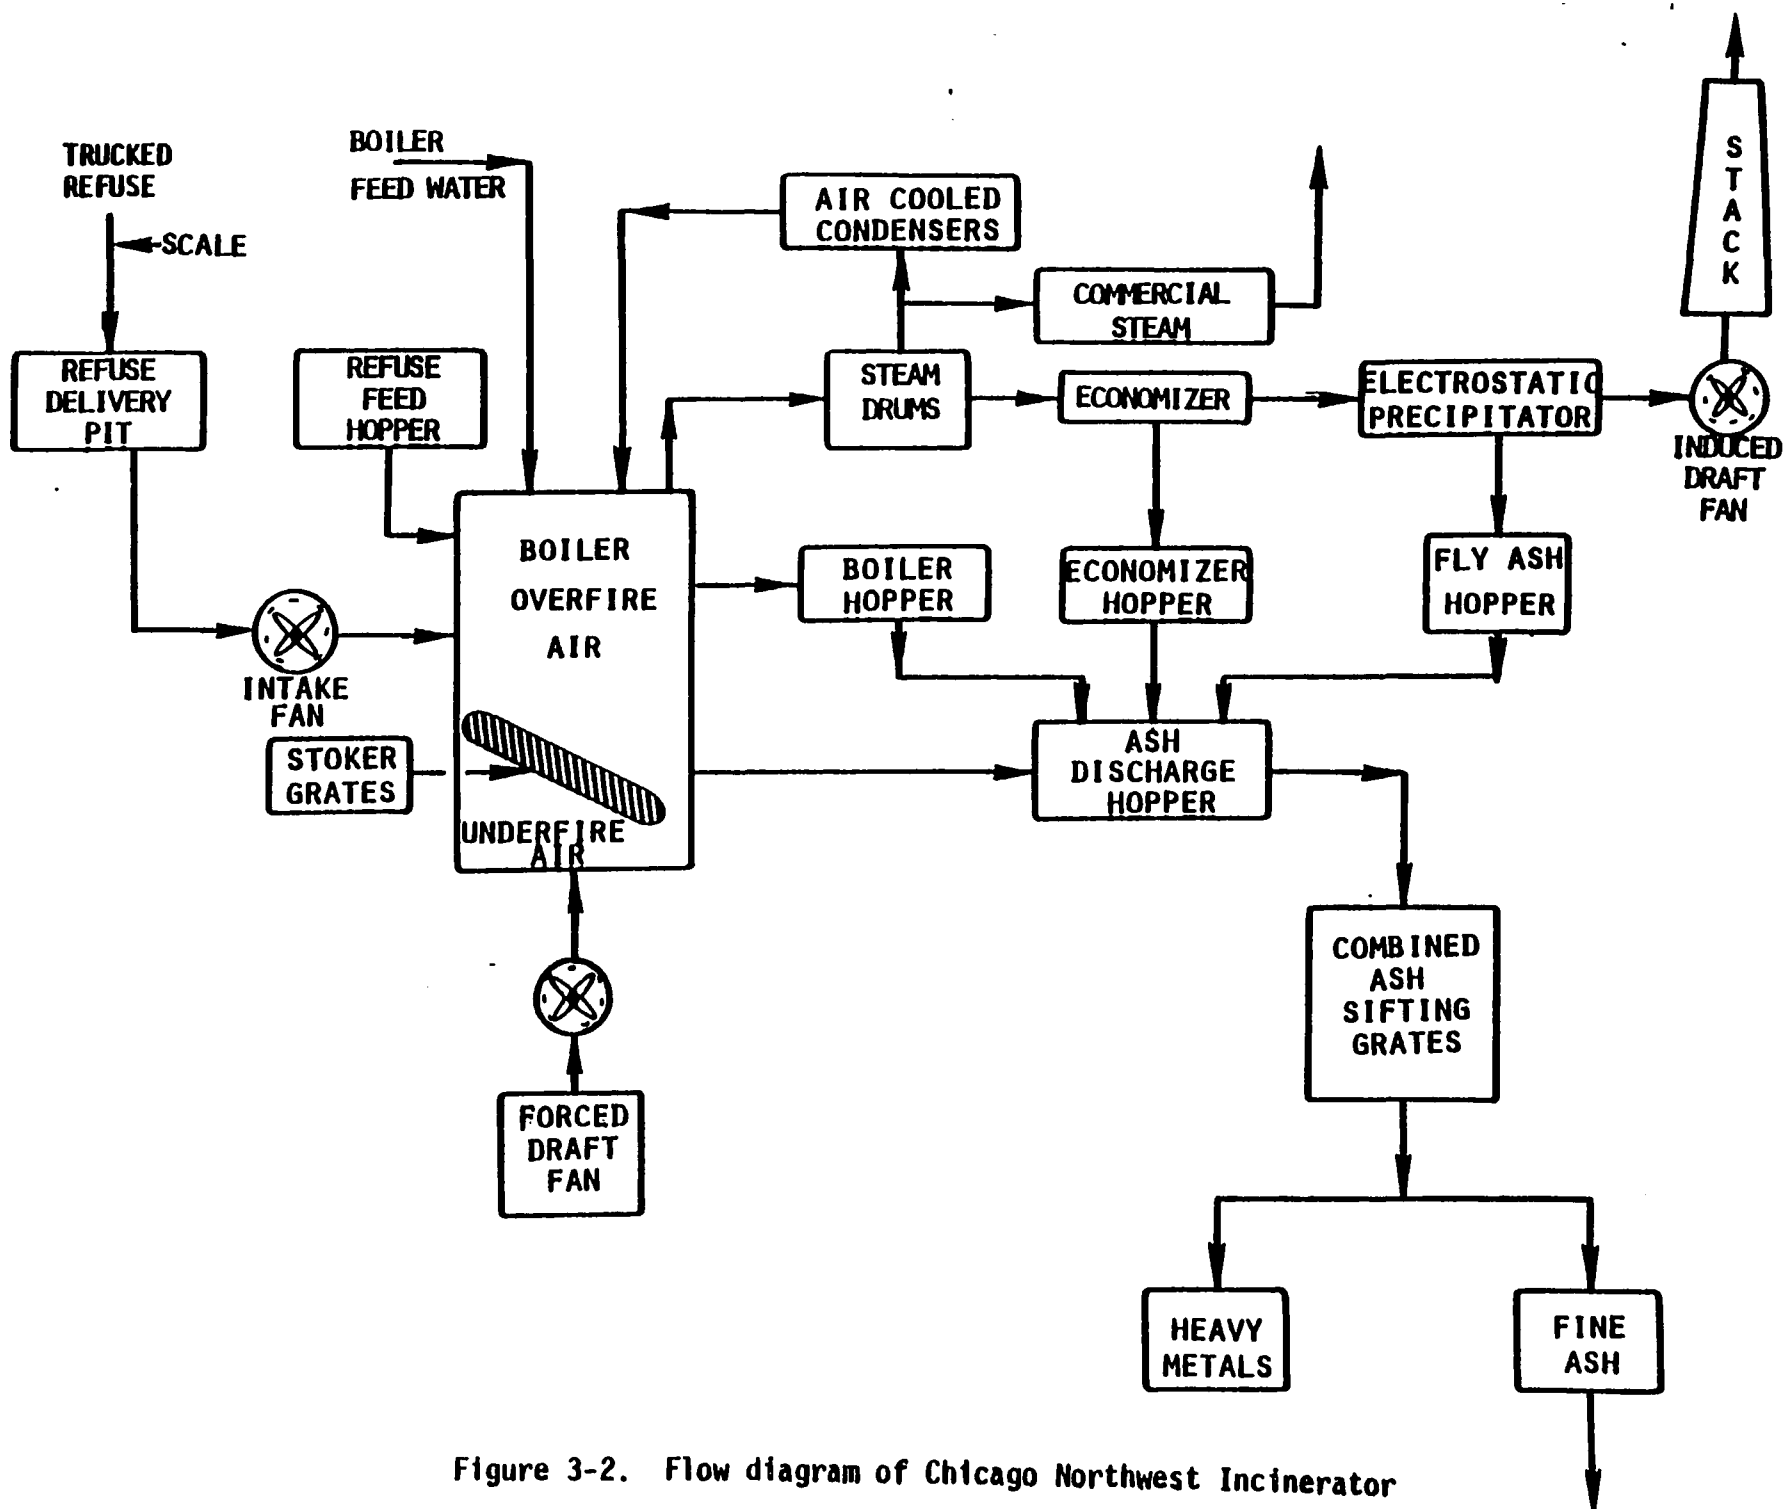 TRUCKED
REFUSE
SCALE
BOILER
FEED WATER
AIR COOLED
CONDENSERS
COMMERCIAL
STEAM
S
T
A
C
K
REFUSE
DELIVERY
PIT
REFUSE
FEED
HOPPER
STEAM
DRUMS
ECONOMIZER
ELECTROSTATIC
PRECIPITATOR
INDUCED
DRAFT
FAN
BOILER
OVERFIRE
AIR
BOILER
HOPPER
ECONOMIZER
HOPPER
FLY ASH
HOPPER
INTAKE
FAN
STOKER
GRATES
UNDERFIRE
AIR
ASH
DISCHARGE
HOPPER
COMBINED
ASH
SIFTING
GRATES
FORCED
DRAFT
FAN
HEAVY
METALS
FINE
ASH
Figure 3-2. Flow diagram of Chicago Northwest Incinerator